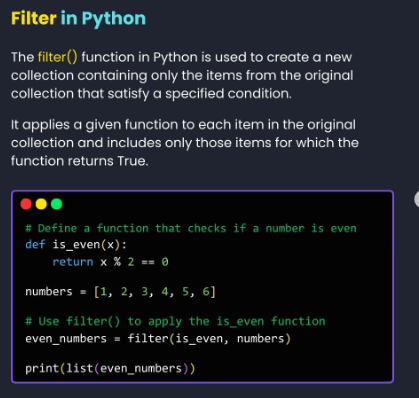 Filter in Python
The filter() function in Python is used to create a new
collection containing only the items from the original
collection that satisfy a specified condition.
It applies a given function to each item in the original
collection and includes only those items for which the
function returns True.
# Define a function that checks if a number is even
def is_even(x):
    return x % 2 == 0
numbers = [1, 2, 3, 4, 5, 6]
# Use filter() to apply the is_even function
even_numbers = filter(is_even, numbers)
print(list(even_numbers))